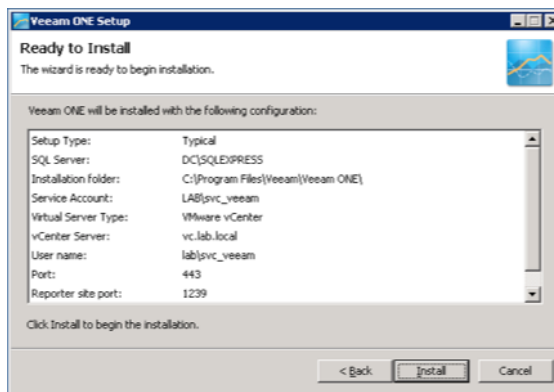 Veeam ONE Setup
Ready to Install
The wizard is ready to begin installation.
Veeam ONE will be installed with the following configuration:
Setup Type: Typical
SQL Server: DC\SQLEXPRESS
Installation folder: C:\Program Files\Veeam\Veeam ONE\
Service Account: LAB\svc_veeam
Virtual Server Type: VMware vCenter
vCenter Server: vc.lab.local
User name: lab\svc_veeam
Port: 443
Reporter site port: 1239
Click Install to begin the installation.
< Back Install Cancel